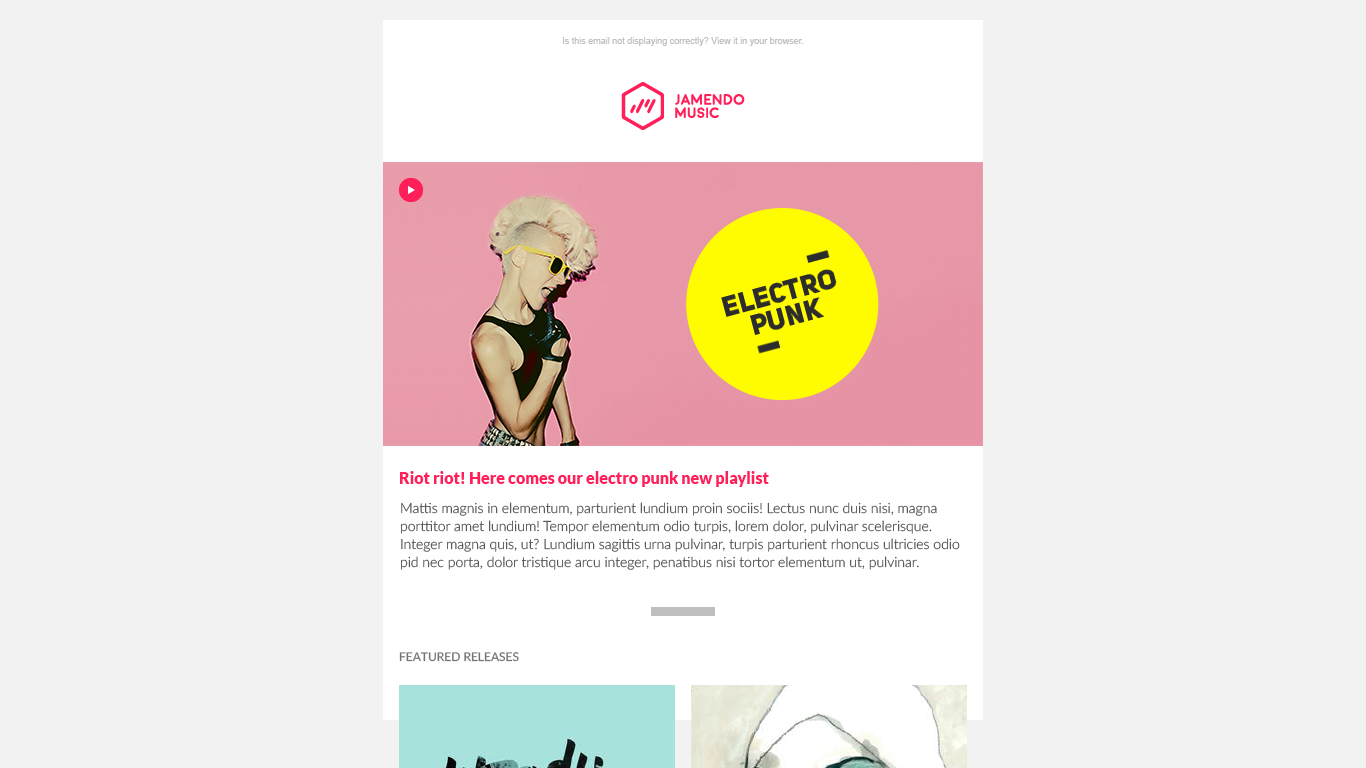 Is this email not displaying correctly? View it in your browser.
JAMENDO
MUSIC
ELECTRO
PUNK
Riot riot! Here comes our electro punk new playlist
Mattis magnis in elementum, parturient lundium proin sociis! Lectus nunc duis nisi, magna
porttitor amet lundium! Tempor elementum odio turpis, lorem dolor, pulvinar scelerisque.
Integer magna quis, ut? Lundium sagittis urna pulvinar, turpis parturient rhoncus ultricies odio
pid nec porta, dolor tristique arcu integer, penatibus nisi tortor elementum ut, pulvinar.
FEATURED RELEASES